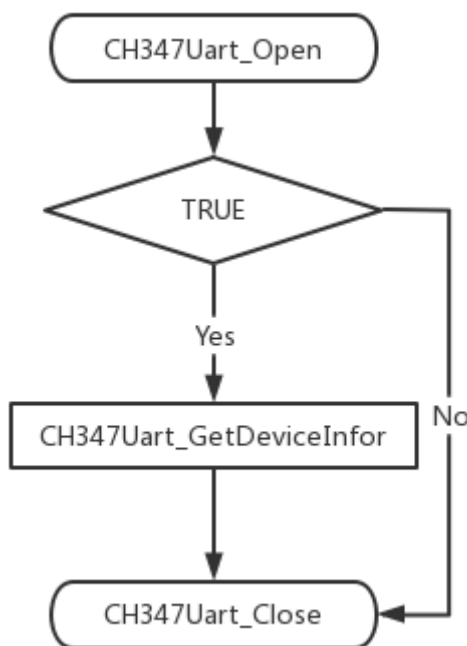 CH347Uart_Open
TRUE
Yes
No
CH347Uart_GetDeviceInfor
CH347Uart_Close